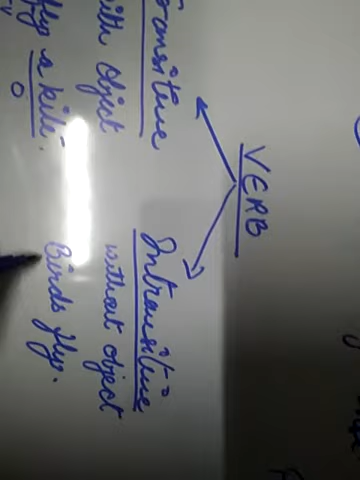 VERB
Transitive
with object
fly a kite.
O
Intransitive
without object
Birds fly.